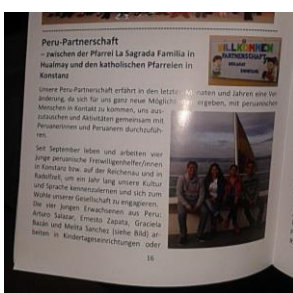 Peru-Partnerschaft
– zwischen der Pfarrei La Sagrada Familia in
Hualmay und den katholischen Pfarreien in
Konstanz
WILLKOMMEN
PARTNERSCHAFT
Unsere Peru-Partnerschaft erfährt in den letzten Monaten und Jahren eine Ver-
änderung, da sich für uns ganz neue Möglich ergeben, mit peruanischen
Menschen in Kontakt zu kommen, uns aus-
zutauschen und Aktivitäten gemeinsam mit
Peruanerinnen und Peruanern durchzufüh-
ren.
Seit September leben und arbeiten vier
junge peruanische Freiwilligenhelfer/innen
in Konstanz bzw. auf der Reichenau und in
Radolfzell, um ein Jahr lang unsere Kultur
und Sprache kennenzulernen und sich zum
Wohle unserer Gesellschaft zu engagieren.
Die vier jungen Erwachsenen aus Peru:
Arturo Salazar, Ernesto Zapata, Graciela
Bazán und Melita Sanchez (siehe Bild) ar-
beiten in Kindertageseinrichtungen oder
16